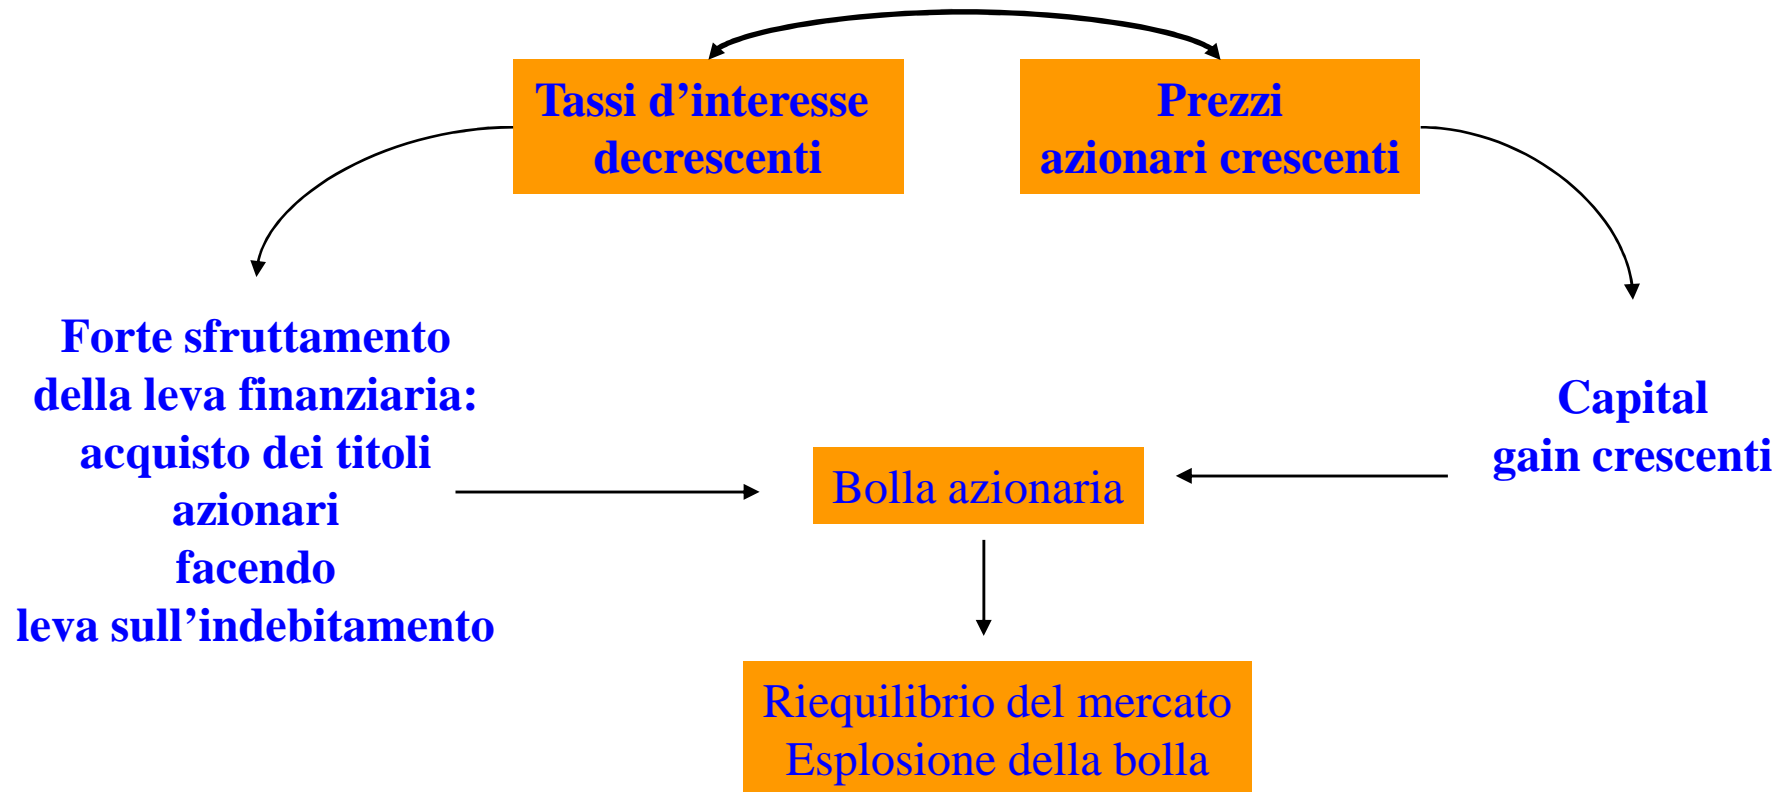 Tassi d’interesse
decrescenti
Prezzi
azionari crescenti
Forte sfruttamento
della leva finanziaria:
acquisto dei titoli
azionari
facendo
leva sull’indebitamento
Capital
gain crescenti
Bolla azionaria
Riequilibrio del mercato
Esplosione della bolla